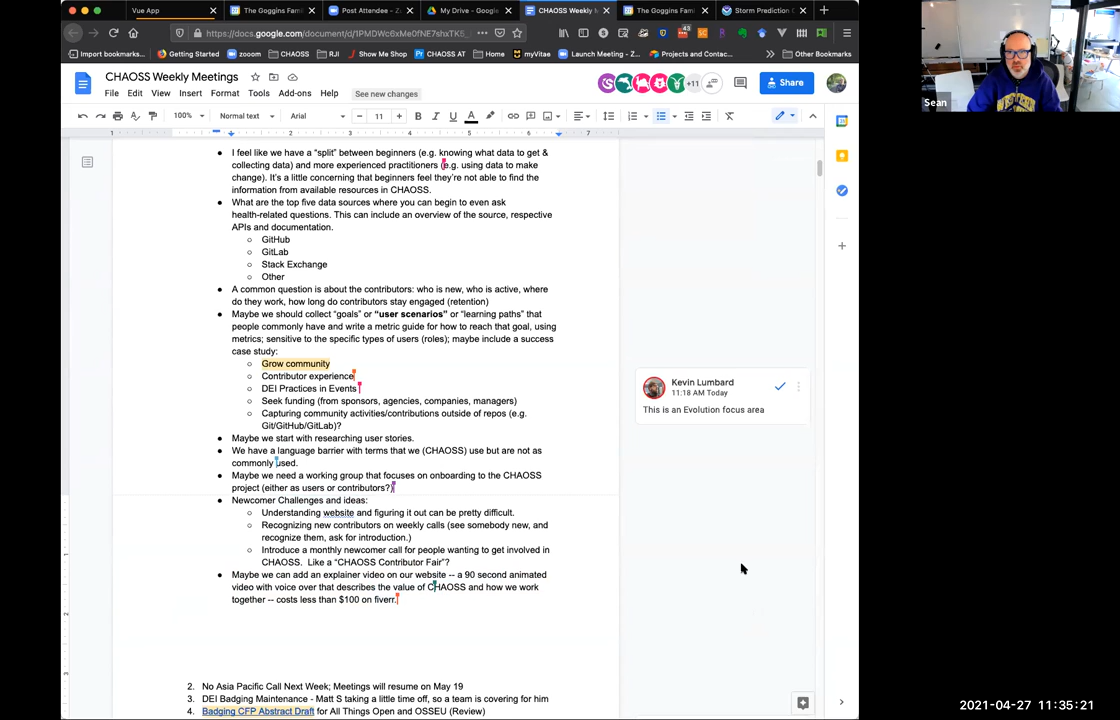 Vue App
The Goggins Fami
Post Attendee - Zo
My Drive - Google
CHAOSS Weekly M
The Goggins Fami
Storm Prediction C
https://docs.google.com/document/d/1PMDWc6xMe0fNE7shxTK5_
Import bookmarks...
Getting Started
CHAOSS
RJI
Show Me Shop
CHAOSS AT
Home
myVitae
Launch Meeting - Z...
Projects and Contac...
Other Bookmarks
CHAOSS Weekly Meetings
File Edit View Insert Format Tools Add-ons Help
See new changes
+11
Share
100%
Normal text
Arial
11
Sean
I feel like we have a “split” between beginners (e.g. knowing what data to get &
collecting data) and more experienced practitioners (e.g. using data to make
change). It’s a little concerning that beginners feel they’re not able to find the
information from available resources in CHAOSS.
What are the top five data sources where you can begin to even ask
health-related questions. This can include an overview of the source, respective
APIs and documentation.
GitHub
GitLab
Stack Exchange
Other
A common question is about the contributors: who is new, who is active, where
do they work, how long do contributors stay engaged (retention)
Maybe we should collect “goals” or “user scenarios” or “learning paths” that
people commonly have and write a metric guide for how to reach that goal, using
metrics; sensitive to the specific types of users (roles); maybe include a success
case study:
Grow community
Contributor experience
DEI Practices in Events
Seek funding (from sponsors, agencies, companies, managers)
Capturing community activities/contributions outside of repos (e.g.
Git/GitHub/GitLab)?
Maybe we start with researching user stories.
We have a language barrier with terms that we (CHAOSS) use but are not as
commonly used.
Maybe we need a working group that focuses on onboarding to the CHAOSS
project (either as users or contributors?)
Newcomer Challenges and ideas:
Understanding website and figuring it out can be pretty difficult.
Recognizing new contributors on weekly calls (see somebody new, and
recognize them, ask for introduction.)
Introduce a monthly newcomer call for people wanting to get involved in
CHAOSS. Like a “CHAOSS Contributor Fair”?
Maybe we can add an explainer video on our website -- a 90 second animated
video with voice over that describes the value of CHAOSS and how we work
together -- costs less than $100 on fiverr.
2. No Asia Pacific Call Next Week; Meetings will resume on May 19
3. DEI Badging Maintenance - Matt S taking a little time off, so a team is covering for him
4. Badging CFP Abstract Draft for All Things Open and OSSEU (Review)
Kevin Lumbard
11:18 AM Today
This is an Evolution focus area
2021-04-27 11:35:21